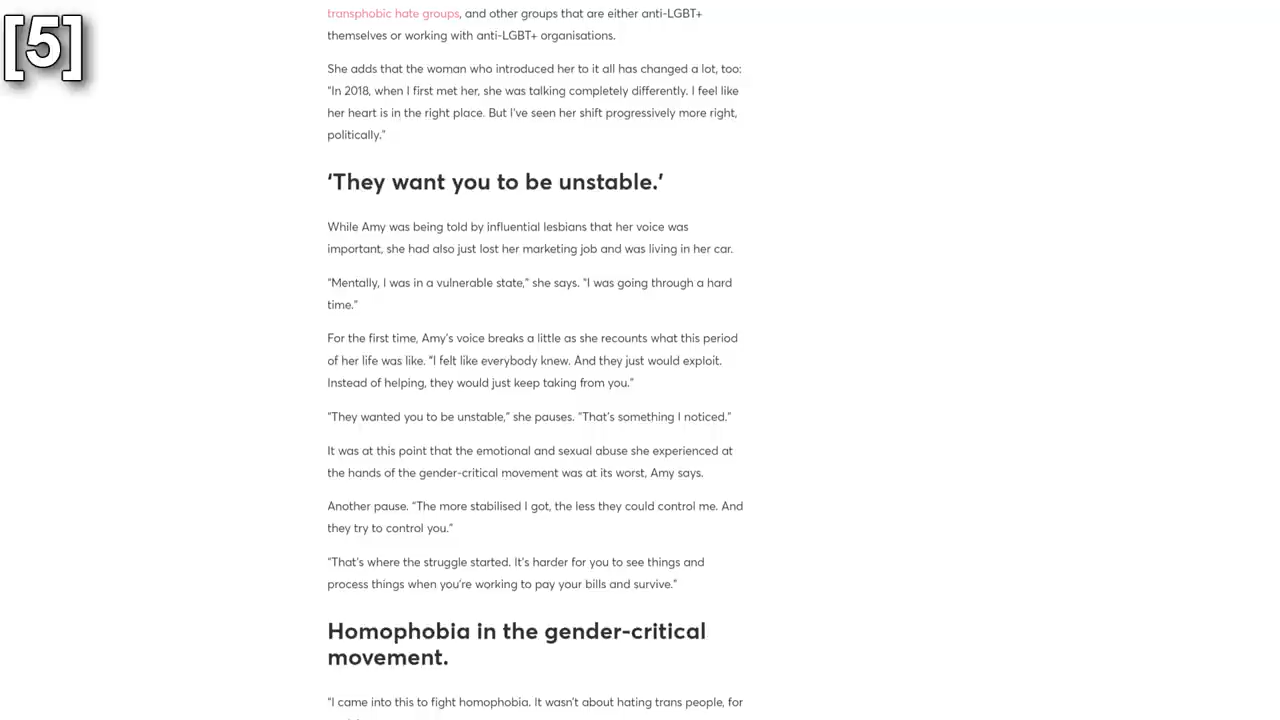 [5]
transphobic hate groups, and other groups that are either anti-LGBT+
themselves or working with anti-LGBT+ organisations.
She adds that the woman who introduced her to it all has changed a lot, too:
"In 2018, when I first met her, she was talking completely differently. I feel like
her heart is in the right place. But I've seen her shift progressively more right,
politically."
‘They want you to be unstable.’
While Amy was being told by influential lesbians that her voice was
important, she had also just lost her marketing job and was living in her car.
"Mentally, I was in a vulnerable state," she says. "I was going through a hard
time."
For the first time, Amy's voice breaks a little as she recounts what this period
of her life was like. "I felt like everybody knew. And they just would exploit.
Instead of helping, they would just keep taking from you."
"They wanted you to be unstable," she pauses. "That's something I noticed."
It was at this point that the emotional and sexual abuse she experienced at
the hands of the gender-critical movement was at its worst, Amy says.
Another pause. "The more stabilised I got, the less they could control me. And
they try to control you."
"That's where the struggle started. It's harder for you to see things and
process things when you're working to pay your bills and survive."
Homophobia in the gender-critical
movement.
"I came into this to fight homophobia. It wasn't about hating trans people, for